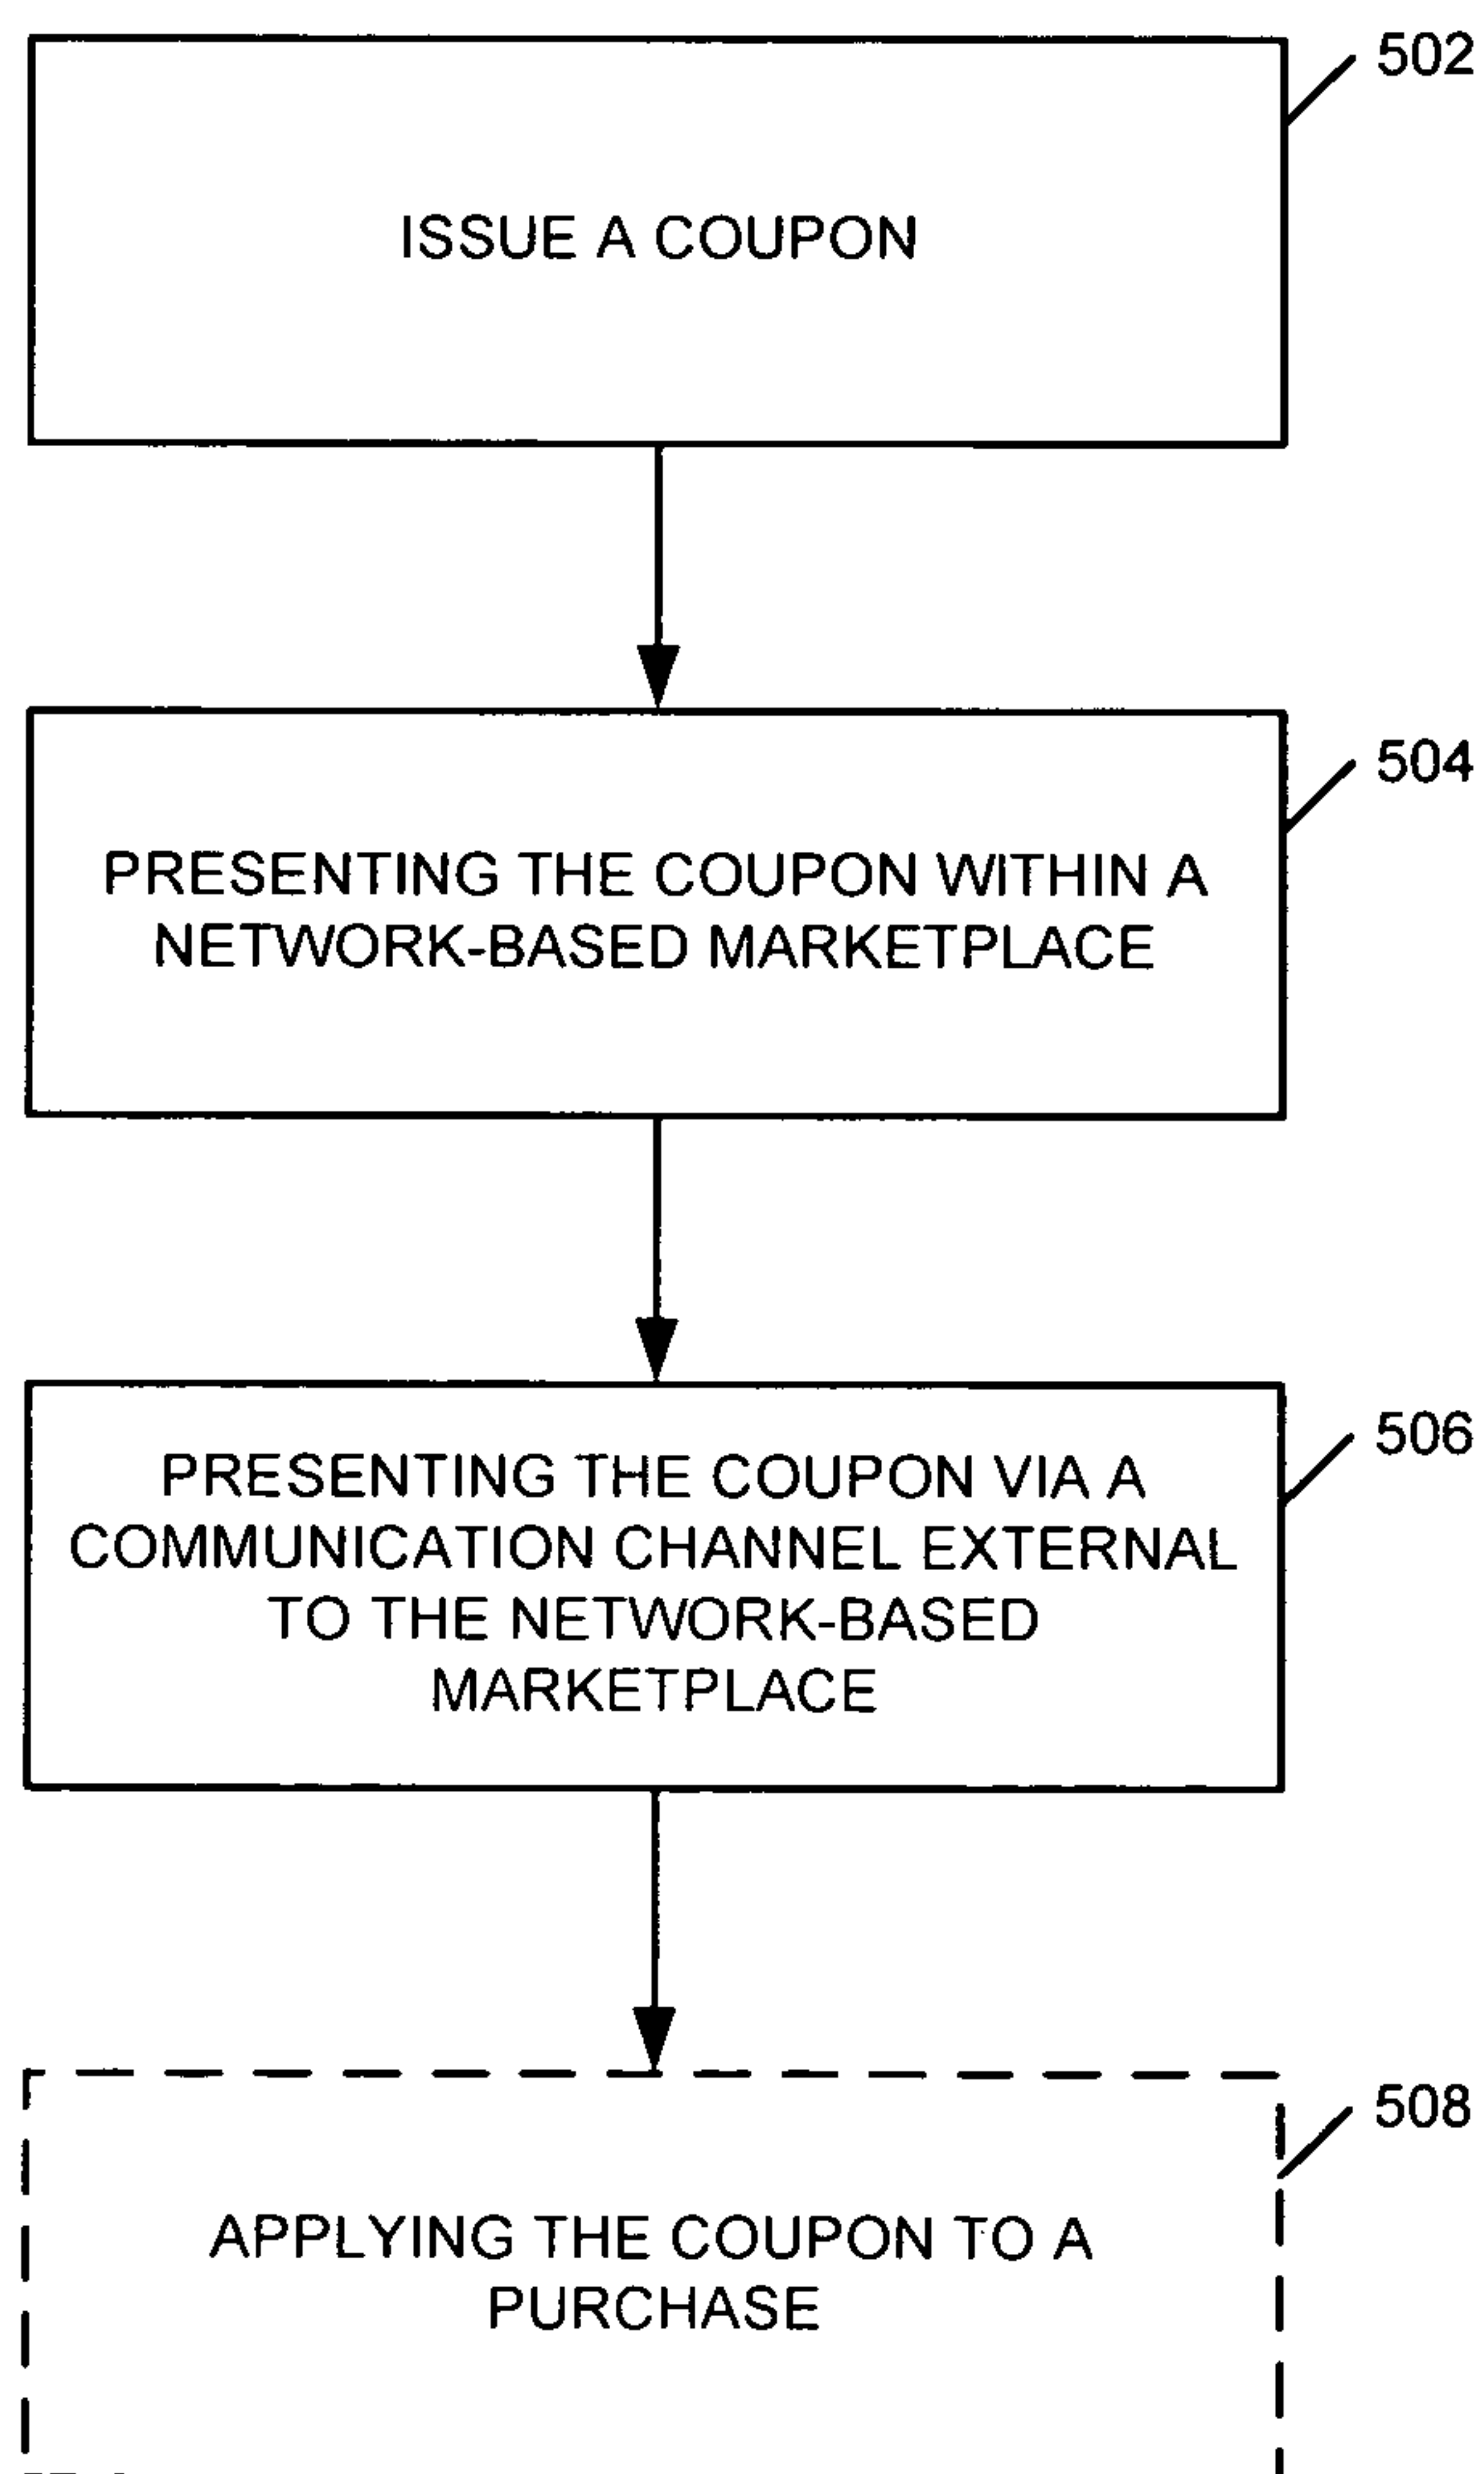 502
ISSUE A COUPON
504
PRESENTING THE COUPON WITHIN A
NETWORK-BASED MARKETPLACE
506
PRESENTING THE COUPON VIA A
COMMUNICATION CHANNEL EXTERNAL
TO THE NETWORK-BASED
MARKETPLACE
508
APPLYING THE COUPON TO A
PURCHASE